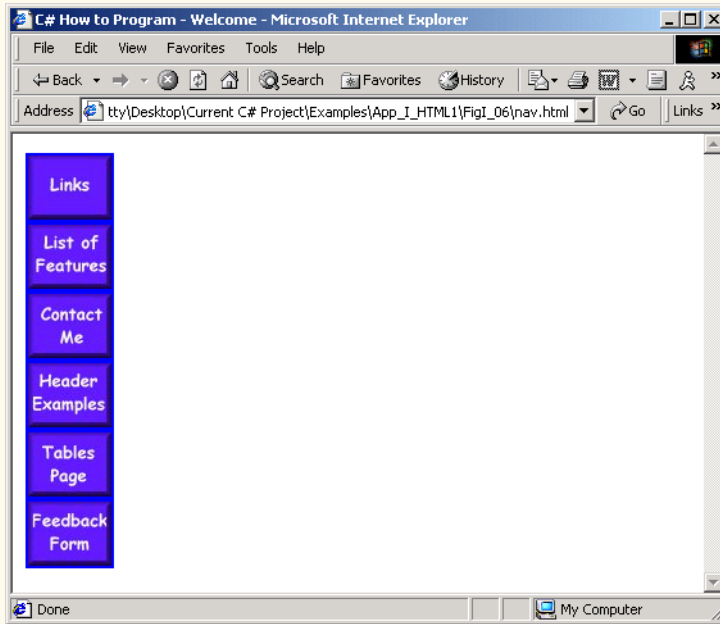 C# How to Program - Welcome - Microsoft Internet Explorer
File Edit View Favorites Tools Help
Back Search Favorites History »
Address tty\Desktop\Current C# Project\Examples\App_I_HTML1\FigI_06\nav.html Go Links »
Links
List of
Features
Contact
Me
Header
Examples
Tables
Page
Feedback
Form
Done My Computer